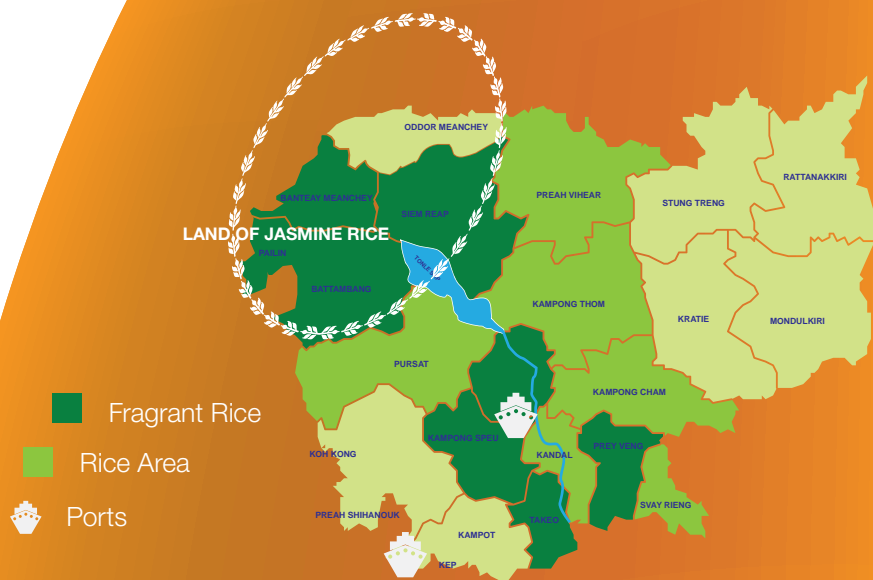 ODDOR MEANCHEY
BANTEAY MEANCHEY
SIEM REAP
PREAH VIHEAR
STUNG TRENG
RATTANAKKIRI
LAND OF JASMINE RICE
PAILIN
BATTAMBANG
KAMPONG THOM
KRATIE
MONDULKIRI
PURSAT
KAMPONG CHAM
Fragrant Rice
Rice Area
Ports
KOH KONG
KAMPONG SPEU
KANDAL
PREY VENG
PREAH SHIHANOUK
TAKEO
SVAY RIENG
KAMPOT
KEP